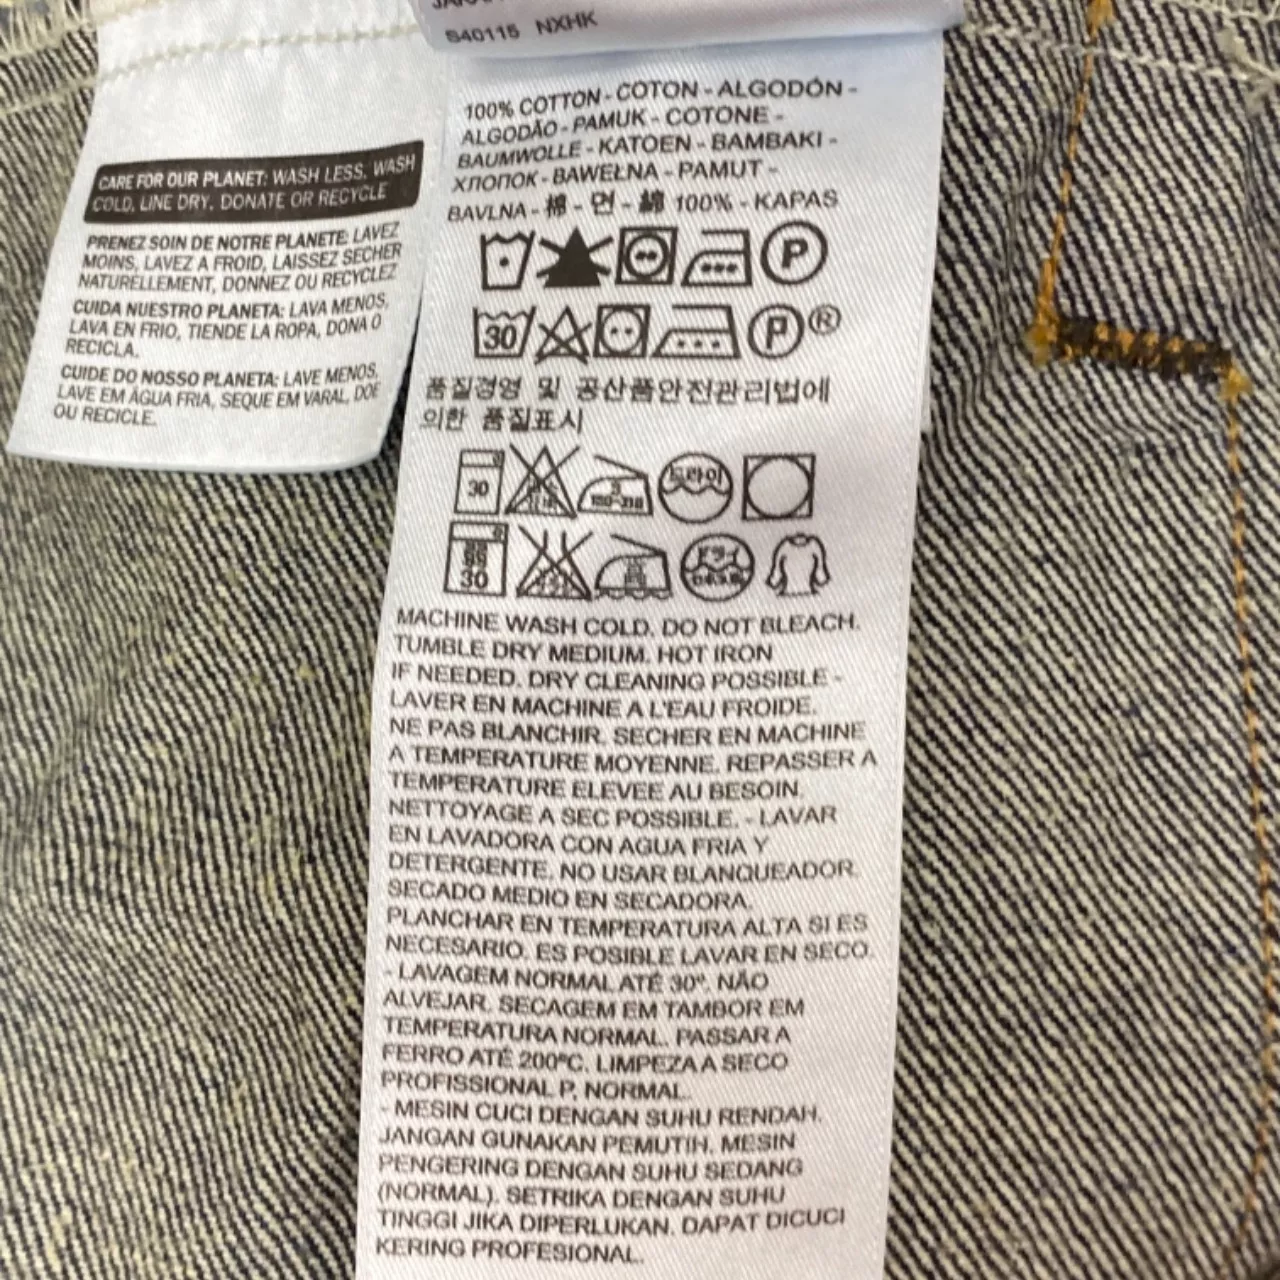 S40115 NXHK
CARE FOR OUR PLANET: WASH LESS, WASH
COLD, LINE DRY, DONATE OR RECYCLE
PRENEZ SOIN DE NOTRE PLANETE: LAVEZ
MOINS, LAVEZ A FROID, LAISSEZ SECHER
NATURELLEMENT, DONNEZ OU RECYCLEZ
CUIDA NUESTRO PLANETA: LAVA MENOS,
LAVA EN FRIO, TIENDE LA ROPA, DONA O
RECICLA.
CUIDE DO NOSSO PLANETA: LAVE MENOS,
LAVE EM ÁGUA FRIA, SEQUE EM VARAL, DOE
OU RECICLE.
100% COTTON - COTON - ALGODÓN -
ALGODÃO - PAMUK - COTONE -
BAUMWOLLE - KATOEN - BAMBAKI -
ХЛОПОК - BAWEŁNA - PAMUT -
BAVLNA - 棉 - 면 - 綿 100% - KAPAS
P
30 P ®
품질경영 및 공산품안전관리법에
의한 품질표시
30 드라이
30
MACHINE WASH COLD. DO NOT BLEACH.
TUMBLE DRY MEDIUM. HOT IRON
IF NEEDED. DRY CLEANING POSSIBLE -
LAVER EN MACHINE A L'EAU FROIDE.
NE PAS BLANCHIR. SECHER EN MACHINE
A TEMPERATURE MOYENNE. REPASSER A
TEMPERATURE ELEVEE AU BESOIN.
NETTOYAGE A SEC POSSIBLE. - LAVAR
EN LAVADORA CON AGUA FRIA Y
DETERGENTE. NO USAR BLANQUEADOR.
SECADO MEDIO EN SECADORA.
PLANCHAR EN TEMPERATURA ALTA SI ES
NECESARIO. ES POSIBLE LAVAR EN SECO.
- LAVAGEM NORMAL ATÉ 30º. NÃO
ALVEJAR. SECAGEM EM TAMBOR EM
TEMPERATURA NORMAL. PASSAR A
FERRO ATÉ 200ºC. LIMPEZA A SECO
PROFISSIONAL P, NORMAL.
- MESIN CUCI DENGAN SUHU RENDAH.
JANGAN GUNAKAN PEMUTIH. MESIN
PENGERING DENGAN SUHU SEDANG
(NORMAL). SETRIKA DENGAN SUHU
TINGGI JIKA DIPERLUKAN. DAPAT DICUCI
KERING PROFESIONAL.